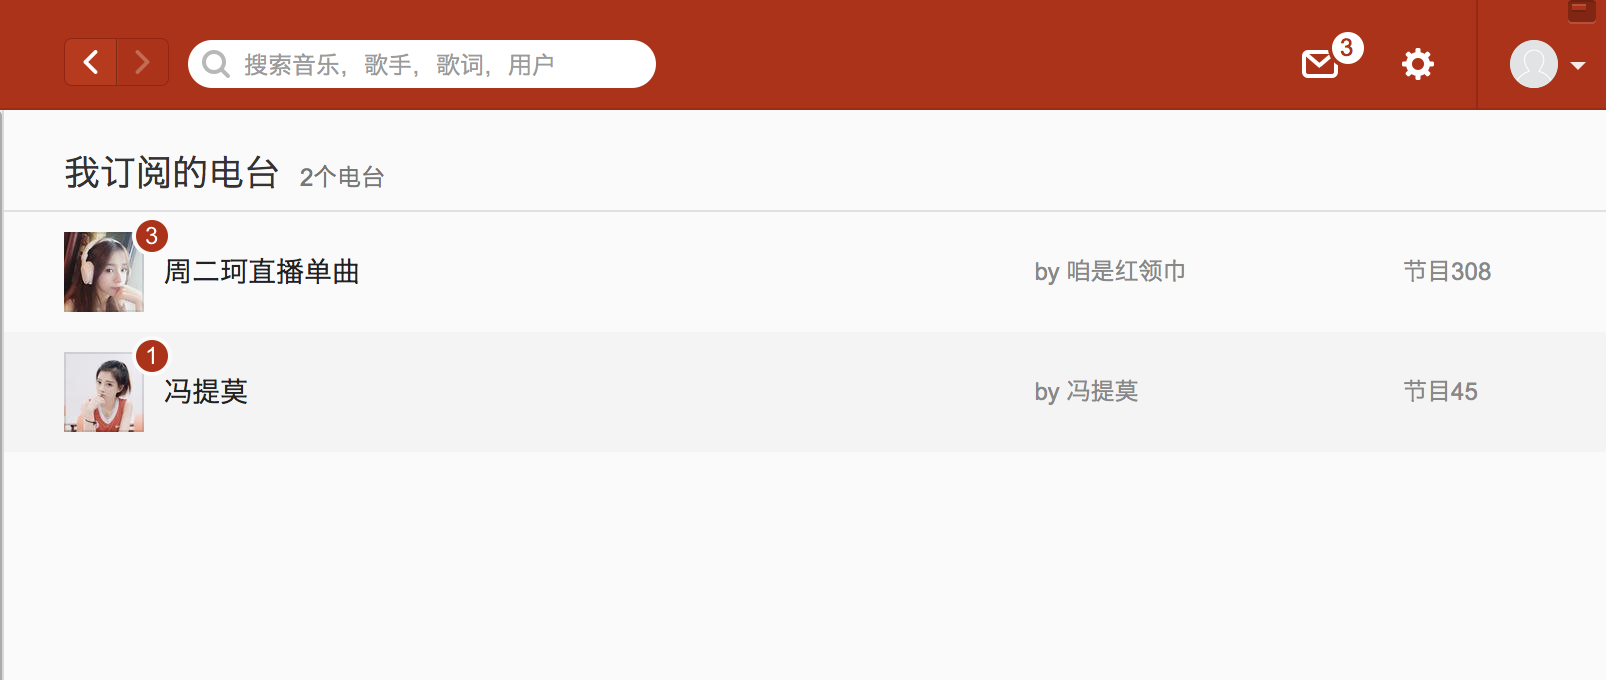 搜索音乐，歌手，歌词，用户
3
我订阅的电台 2个电台
3
周二珂直播单曲 by 咱是红领巾 节目308
1
冯提莫 by 冯提莫 节目45